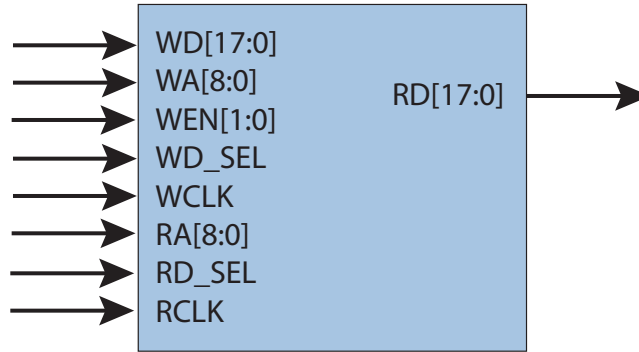 WD[17:0]
WA[8:0]
RD[17:0]
WEN[1:0]
WD_SEL
WCLK
RA[8:0]
RD_SEL
RCLK